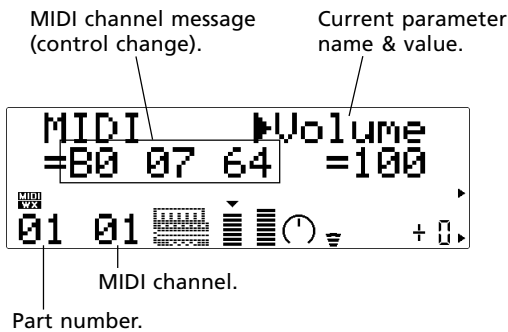 MIDI channel message
(control change).
Current parameter
name & value.
MIDI ▶Volume
=B0 07 64 =100
MIDI
WX
01 01 + 0
MIDI channel.
Part number.